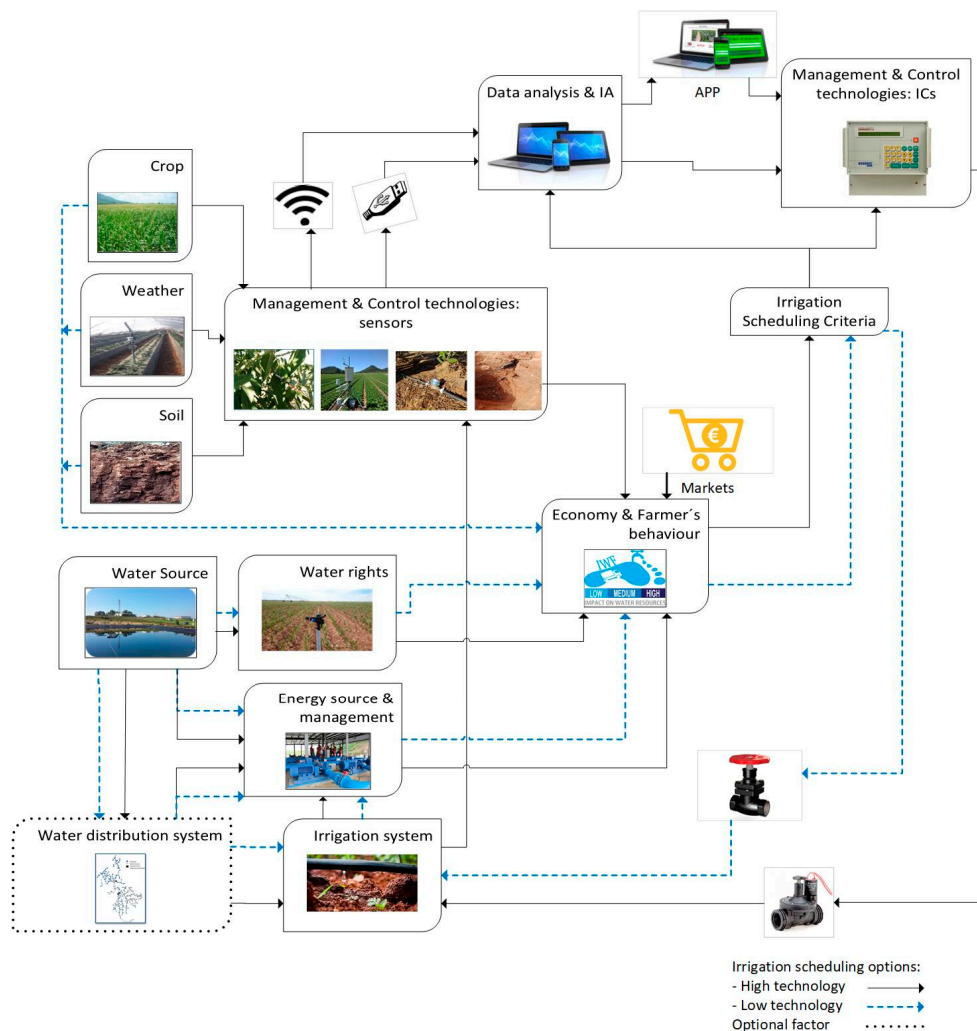 Data analysis & IA
APP
Management & Control
technologies: ICs
Crop
Weather
Soil
Management & Control technologies:
sensors
Irrigation
Scheduling Criteria
€
Markets
Economy & Farmer´s
behaviour
IWF
LOW MEDIUM HIGH
IMPACT ON WATER RESOURCES
Water Source
Water rights
Energy source &
management
Water distribution system
Irrigation system
Irrigation scheduling options:
- High technology
- Low technology
Optional factor